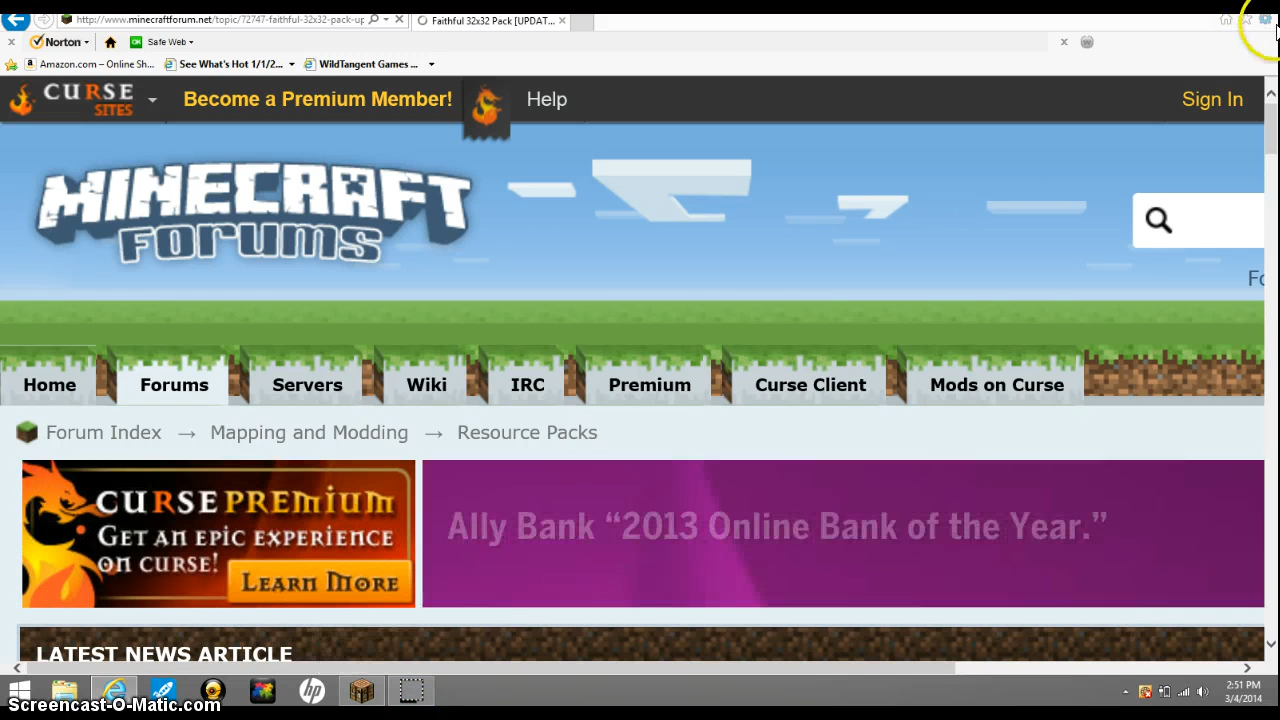 http://www.minecraftforum.net/topic/72747-faithful-32x32-pack-up
Faithful 32x32 Pack [UPDAT...
Norton
OK
Safe Web
Amazon.com – Online Sh...
See What's Hot 1/1/2...
WildTangent Games ...
CURSE
SITES
Become a Premium Member!
Help
Sign In
MINECRAFT
FORUMS
Fo
Home
Forums
Servers
Wiki
IRC
Premium
Curse Client
Mods on Curse
Forum Index → Mapping and Modding → Resource Packs
CURSE PREMIUM
GET AN EPIC EXPERIENCE
ON CURSE!
LEARN MORE
Ally Bank “2013 Online Bank of the Year.”
LATEST NEWS ARTICLE
hp
2:51 PM
3/4/2014
Screencast-O-Matic.com